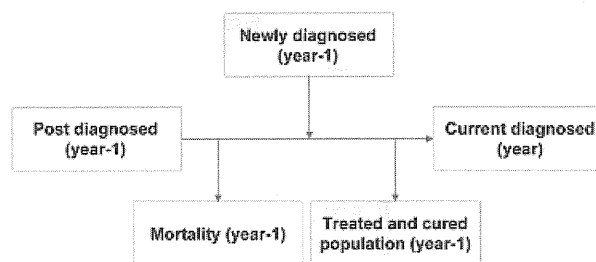 Newly diagnosed
(year-1)
Post diagnosed
(year-1)
Current diagnosed
(year)
Mortality (year-1)
Treated and cured
population (year-1)